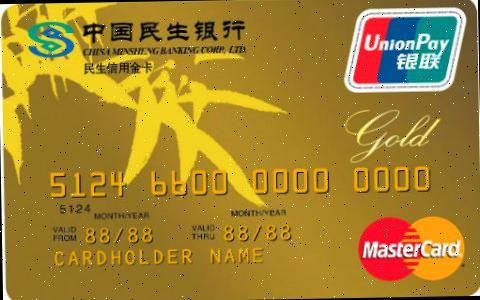 中国民生银行
CHINA MINSHENG BANKING CORP., LTD.
民生信用金卡
UnionPay
银联
Gold
5124 6600 0000 0000
5124
MONTH/YEAR MONTH/YEAR
VALID FROM 88/88 VALID THRU 88/88
CARDHOLDER NAME
MasterCard